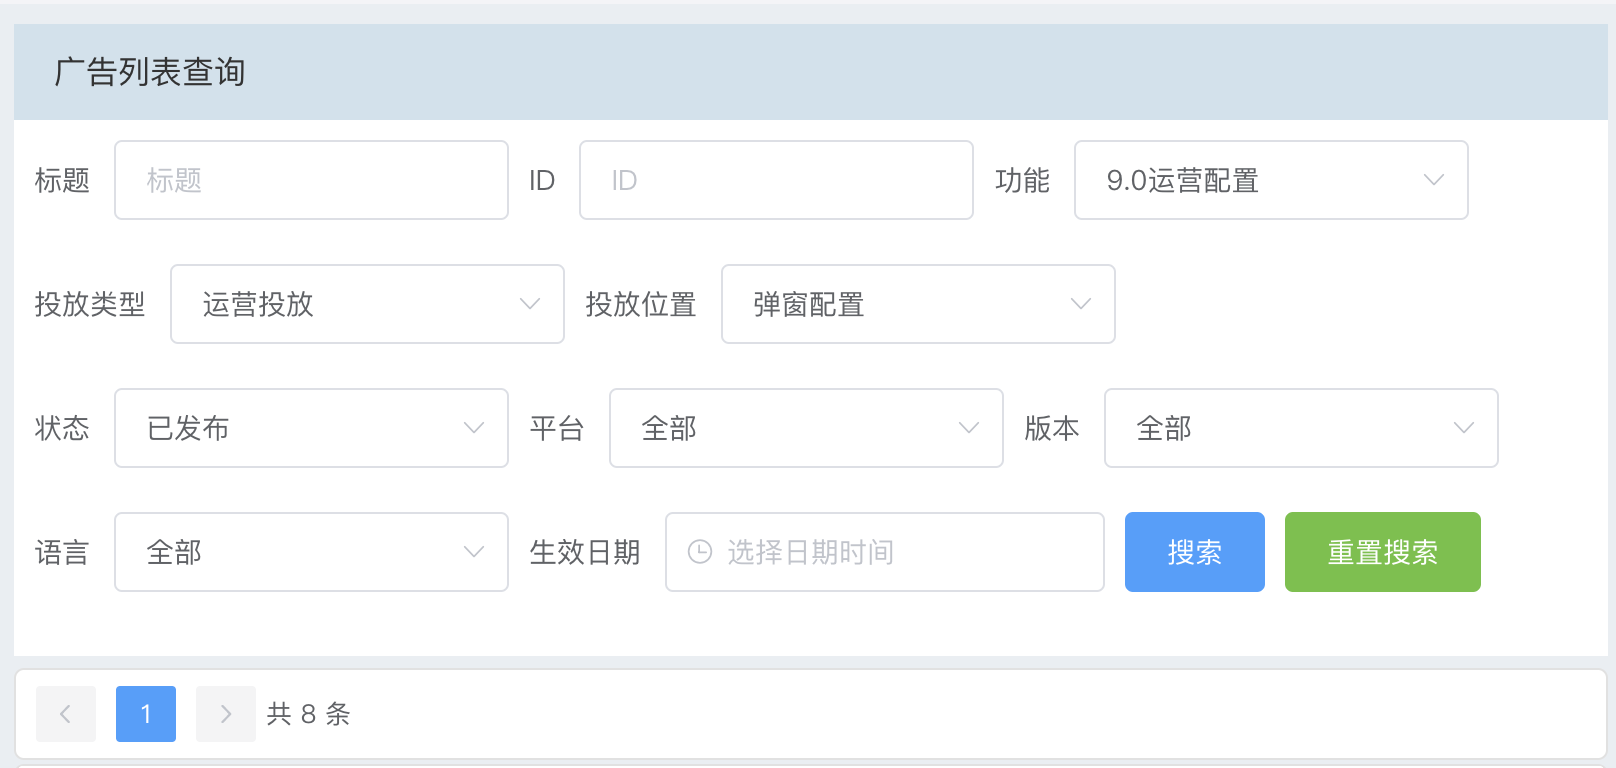 广告列表查询
标题 标题 ID ID 功能 9.0运营配置
投放类型 运营投放 投放位置 弹窗配置
状态 已发布 平台 全部 版本 全部
语言 全部 生效日期 选择日期时间 搜索 重置搜索
1 共 8 条